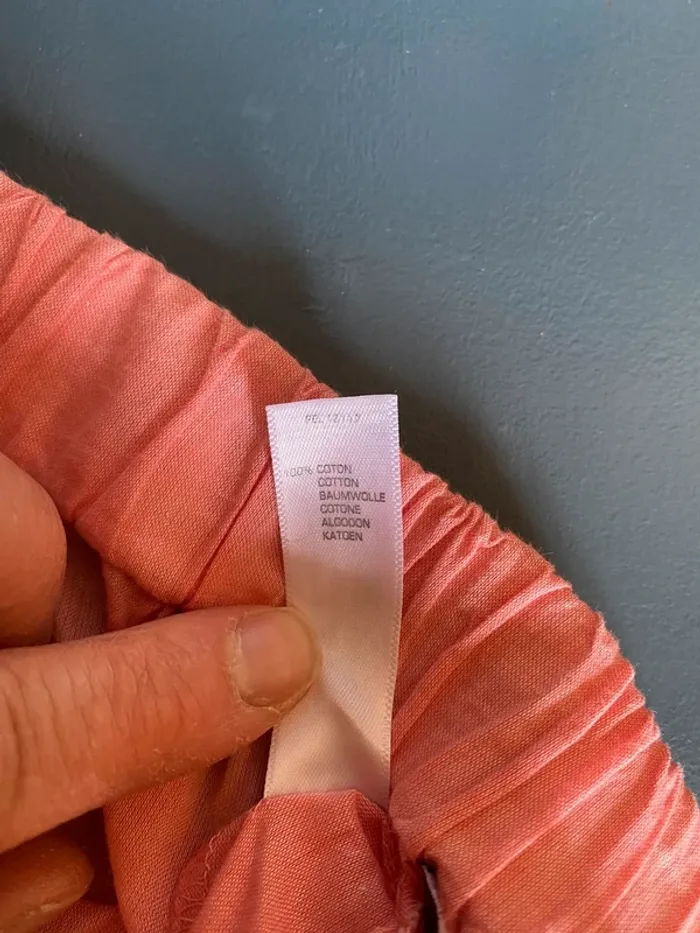 100% COTON
COTTON
BAUMWOLLE
COTONE
ALGODON
KATOEN